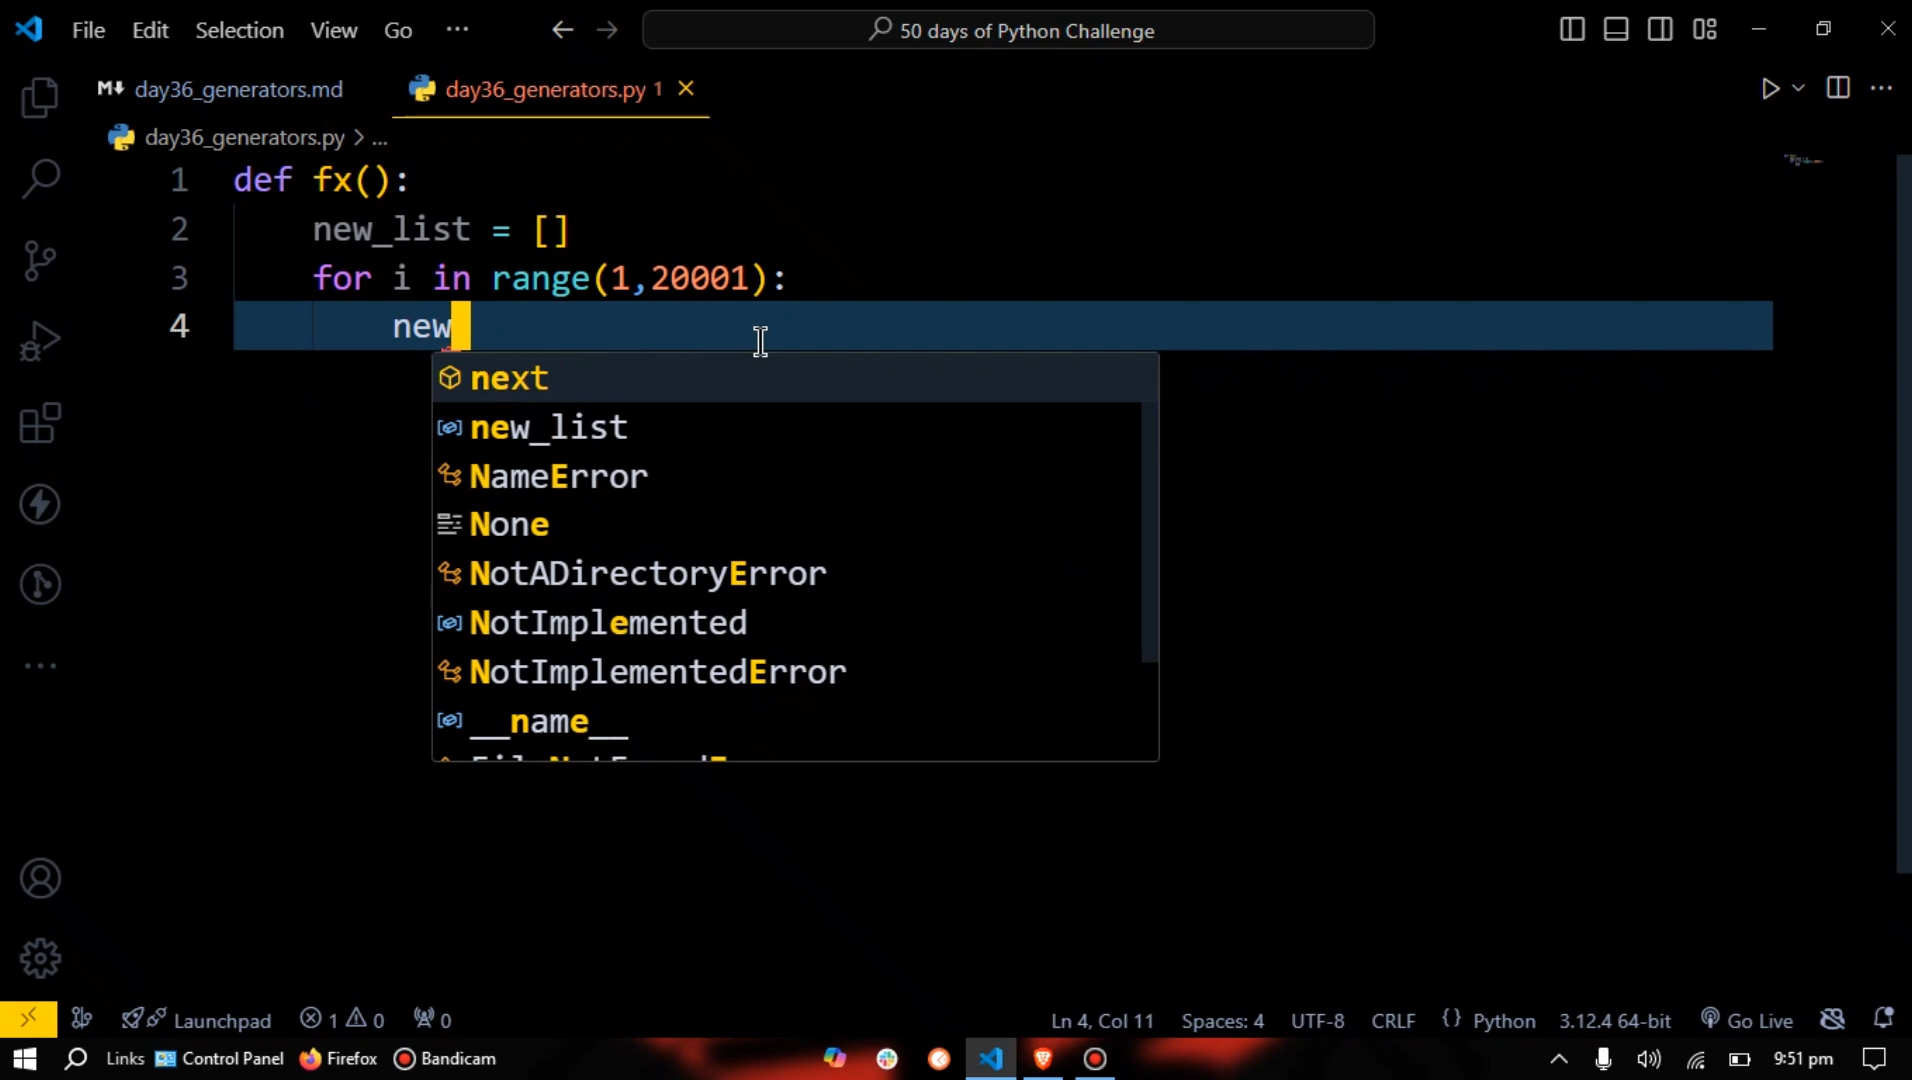 File Edit Selection View Go ··· 50 days of Python Challenge
M↓ day36_generators.md day36_generators.py 1
day36_generators.py > ...
1 def fx():
2 new_list = []
3 for i in range(1,20001):
4 new
next
new_list
NameError
None
NotADirectoryError
NotImplemented
NotImplementedError
__name__
Launchpad 1 0 0 Ln 4, Col 11 Spaces: 4 UTF-8 CRLF {} Python 3.12.4 64-bit Go Live
Links Control Panel Firefox Bandicam 9:51 pm